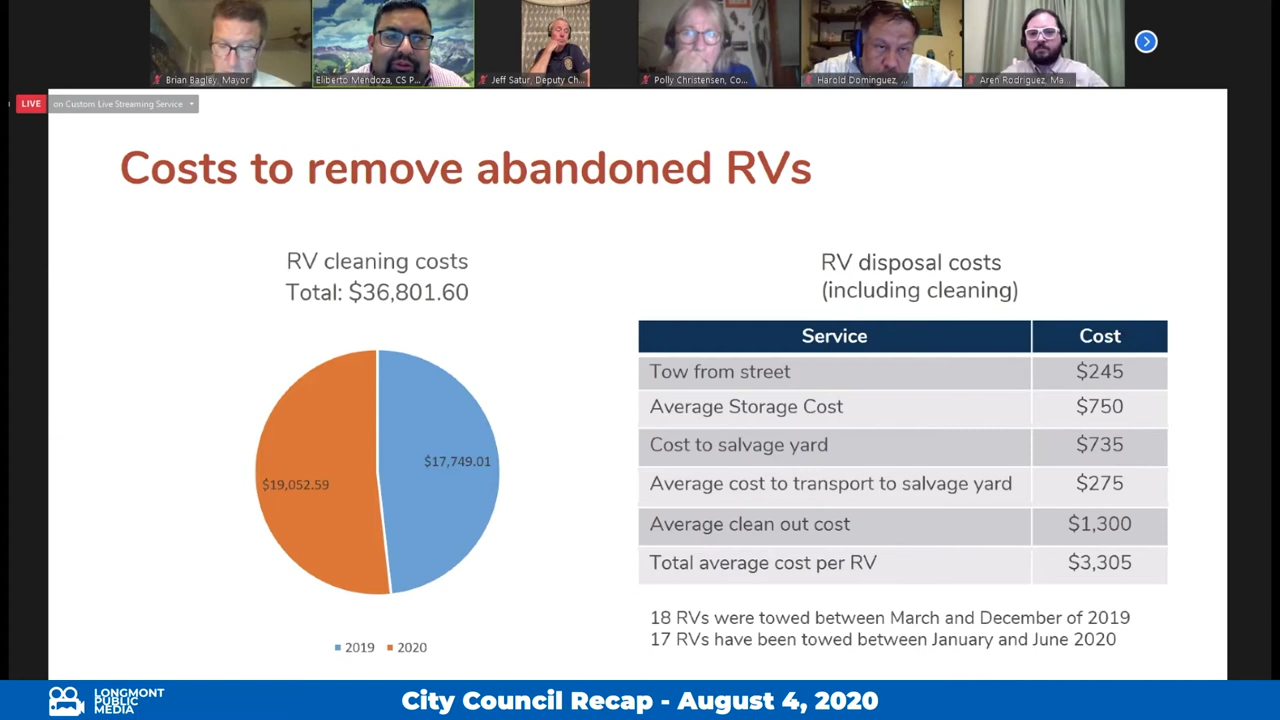 Brian Bagley, Mayor
Eliberto Mendoza, CS P...
Jeff Satur, Deputy Ch...
Polly Christensen, Co...
Harold Dominguez, ...
Aren Rodriguez, Ma...
LIVE on Custom Live Streaming Service
Costs to remove abandoned RVs
RV cleaning costs
Total: $36,801.60
$17,749.01
$19,052.59
2019 2020
RV disposal costs
(including cleaning)
Service Cost
Tow from street $245
Average Storage Cost $750
Cost to salvage yard $735
Average cost to transport to salvage yard $275
Average clean out cost $1,300
Total average cost per RV $3,305
18 RVs were towed between March and December of 2019
17 RVs have been towed between January and June 2020
LONGMONT
PUBLIC
MEDIA
City Council Recap - August 4, 2020